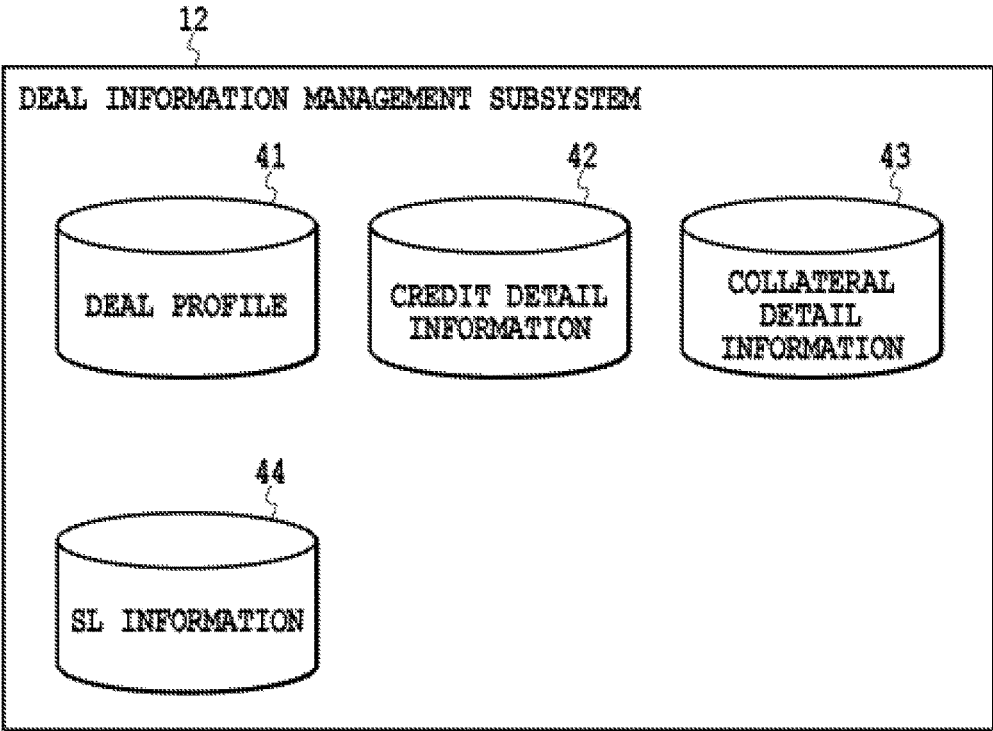 12
DEAL INFORMATION MANAGEMENT SUBSYSTEM
41
42
43
DEAL PROFILE
CREDIT DETAIL
INFORMATION
COLLATERAL
DETAIL
INFORMATION
44
SL INFORMATION